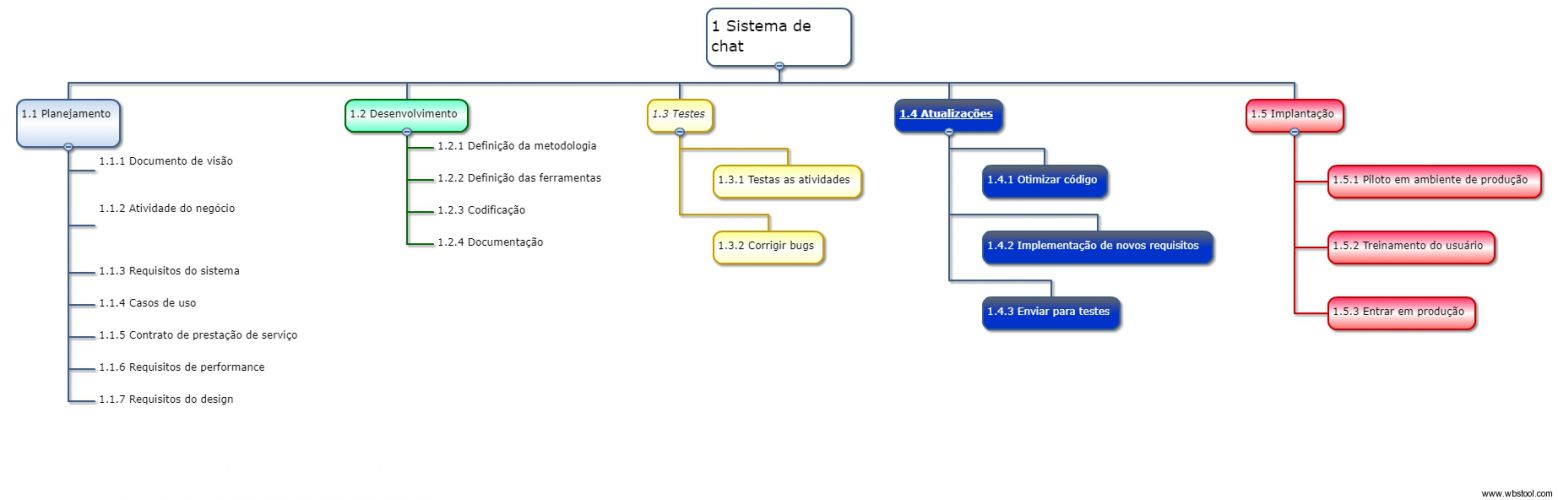 1 Sistema de
chat
1.1 Planejamento
1.1.1 Documento de visão
1.1.2 Atividade do negócio
1.1.3 Requisitos do sistema
1.1.4 Casos de uso
1.1.5 Contrato de prestação de serviço
1.1.6 Requisitos de performance
1.1.7 Requisitos do design
1.2 Desenvolvimento
1.2.1 Definição da metodologia
1.2.2 Definição das ferramentas
1.2.3 Codificação
1.2.4 Documentação
1.3 Testes
1.3.1 Testas as atividades
1.3.2 Corrigir bugs
1.4 Atualizações
1.4.1 Otimizar código
1.4.2 Implementação de novos requisitos
1.4.3 Enviar para testes
1.5 Implantação
1.5.1 Piloto em ambiente de produção
1.5.2 Treinamento do usuário
1.5.3 Entrar em produção
www.wbstool.com